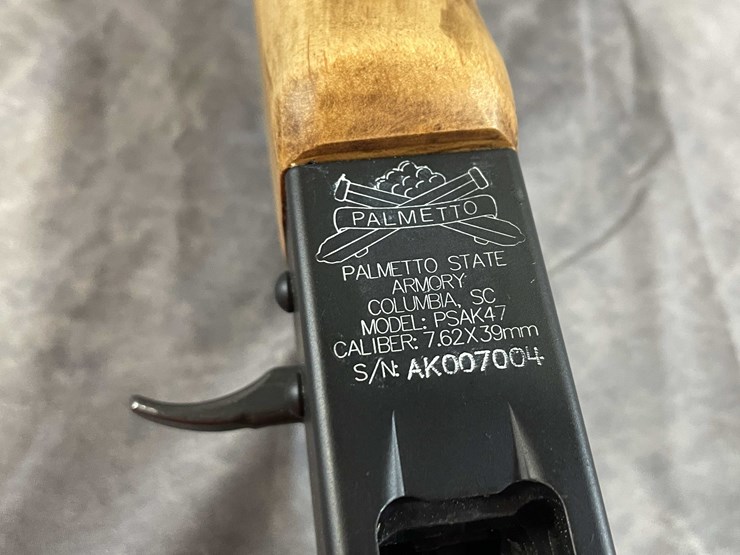 PALMETTO
PALMETTO STATE
ARMORY
COLUMBIA, SC
MODEL: PSAK47
CALIBER: 7.62X39mm
S/N: AK007004